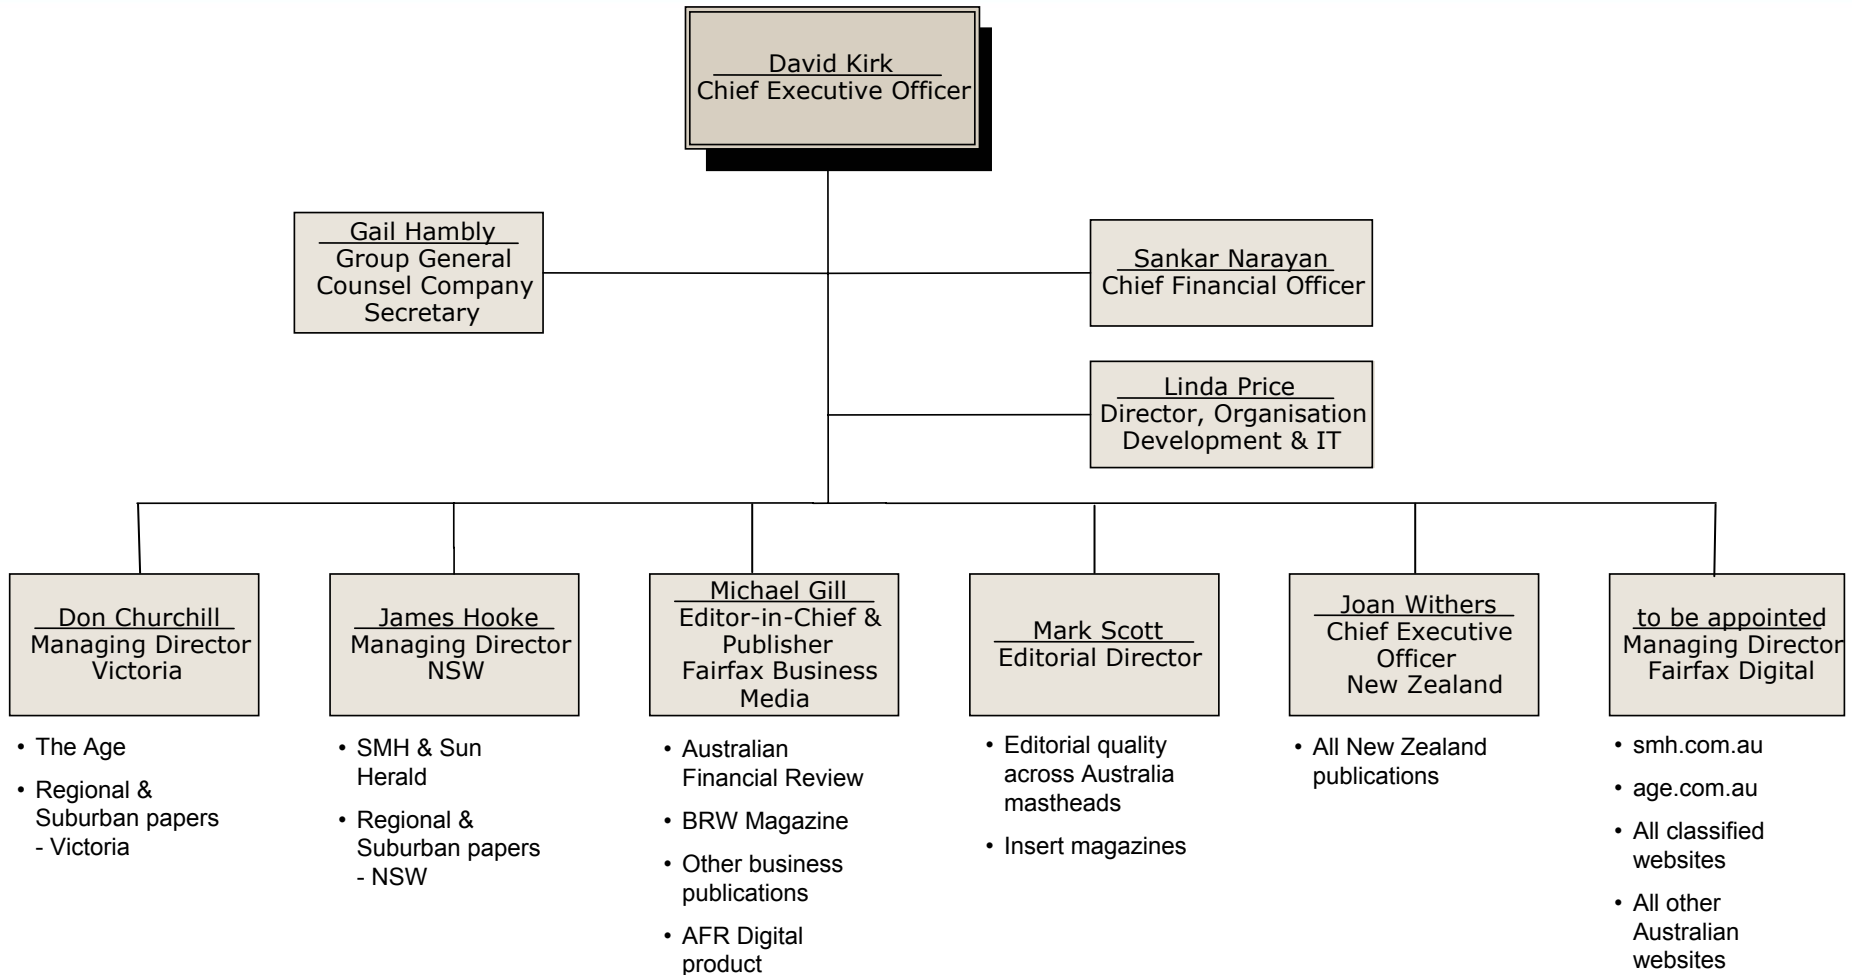 David Kirk
Chief Executive Officer
Gail Hambly
Group General
Counsel Company
Secretary
Sankar Narayan
Chief Financial Officer
Linda Price
Director, Organisation
Development & IT
Don Churchill
Managing Director
Victoria
• The Age
• Regional &
Suburban papers
- Victoria
James Hooke
Managing Director
NSW
• SMH & Sun
Herald
• Regional &
Suburban papers
- NSW
Michael Gill
Editor-in-Chief &
Publisher
Fairfax Business
Media
• Australian
Financial Review
• BRW Magazine
• Other business
publications
• AFR Digital
product
Mark Scott
Editorial Director
• Editorial quality
across Australia
mastheads
• Insert magazines
Joan Withers
Chief Executive
Officer
New Zealand
• All New Zealand
publications
to be appointed
Managing Director
Fairfax Digital
• smh.com.au
• age.com.au
• All classified
websites
• All other
Australian
websites